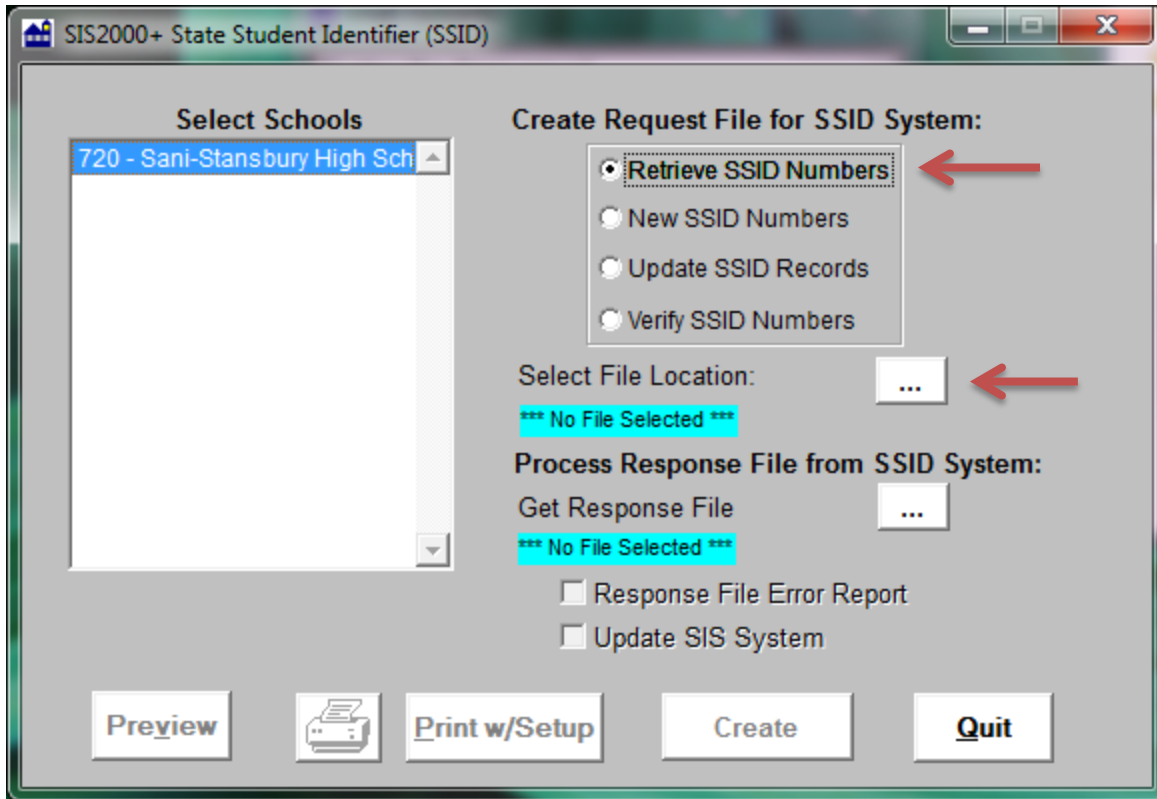 SIS2000+ State Student Identifier (SSID)
Select Schools
720 - Sani-Stansbury High Sch
Create Request File for SSID System:
Retrieve SSID Numbers
New SSID Numbers
Update SSID Records
Verify SSID Numbers
Select File Location:
...
*** No File Selected ***
Process Response File from SSID System:
Get Response File
...
*** No File Selected ***
Response File Error Report
Update SIS System
Preview
Print w/Setup
Create
Quit